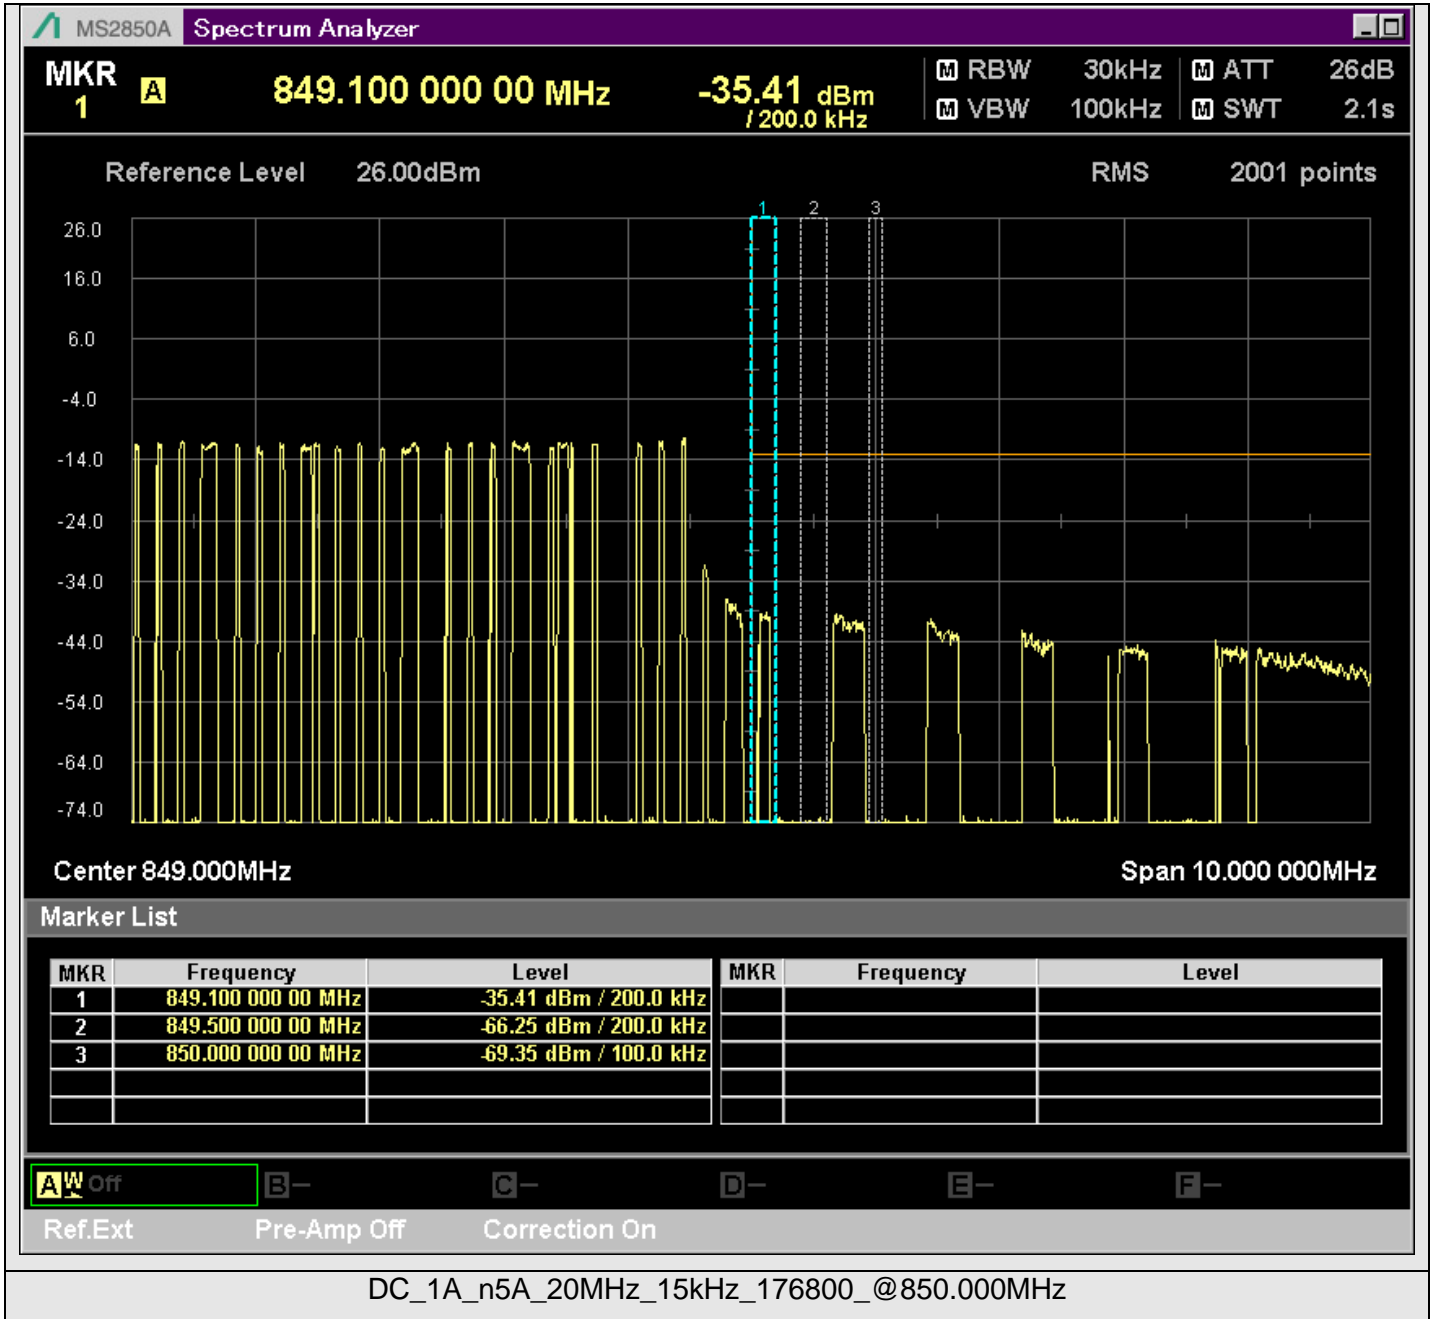 MS2850A Spectrum Analyzer
MKR 1 A 849.100 000 00 MHz -35.41 dBm / 200.0 kHz
M RBW 30kHz M ATT 26dB
M VBW 100kHz M SWT 2.1s
Reference Level 26.00dBm RMS 2001 points
1 2 3
26.0
16.0
6.0
-4.0
-14.0
-24.0
-34.0
-44.0
-54.0
-64.0
-74.0
Center 849.000MHz Span 10.000 000MHz
Marker List
MKR Frequency Level MKR Frequency Level
1 849.100 000 00 MHz -35.41 dBm / 200.0 kHz
2 849.500 000 00 MHz -66.25 dBm / 200.0 kHz
3 850.000 000 00 MHz -69.35 dBm / 100.0 kHz
A W Off B - C - D - E - F -
Ref.Ext Pre-Amp Off Correction On
DC_1A_n5A_20MHz_15kHz_176800_@850.000MHz